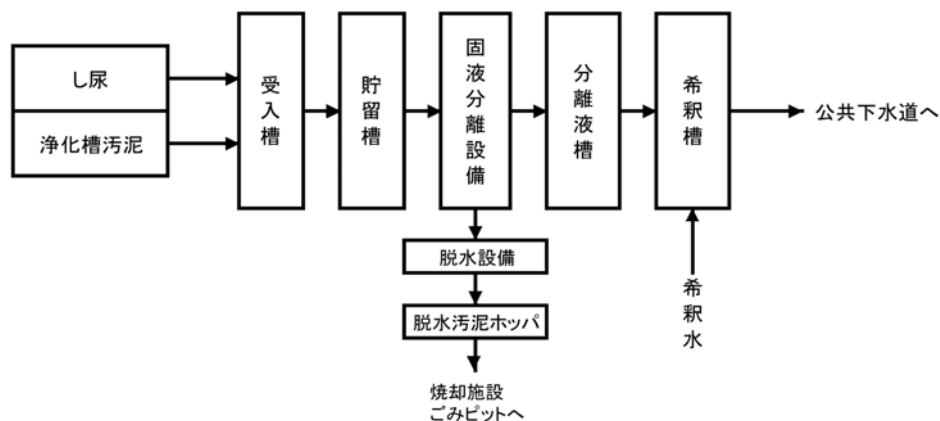 し尿
浄化槽汚泥
受入槽
貯留槽
固液分離設備
分離液槽
希釈槽
公共下水道へ
脱水設備
脱水汚泥ホッパ
焼却施設
ごみピットへ
希釈水